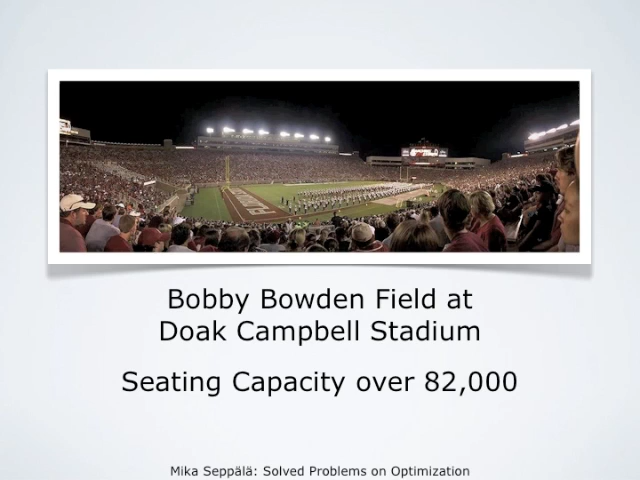 Bobby Bowden Field at
Doak Campbell Stadium
Seating Capacity over 82,000
Mika Seppälä: Solved Problems on Optimization